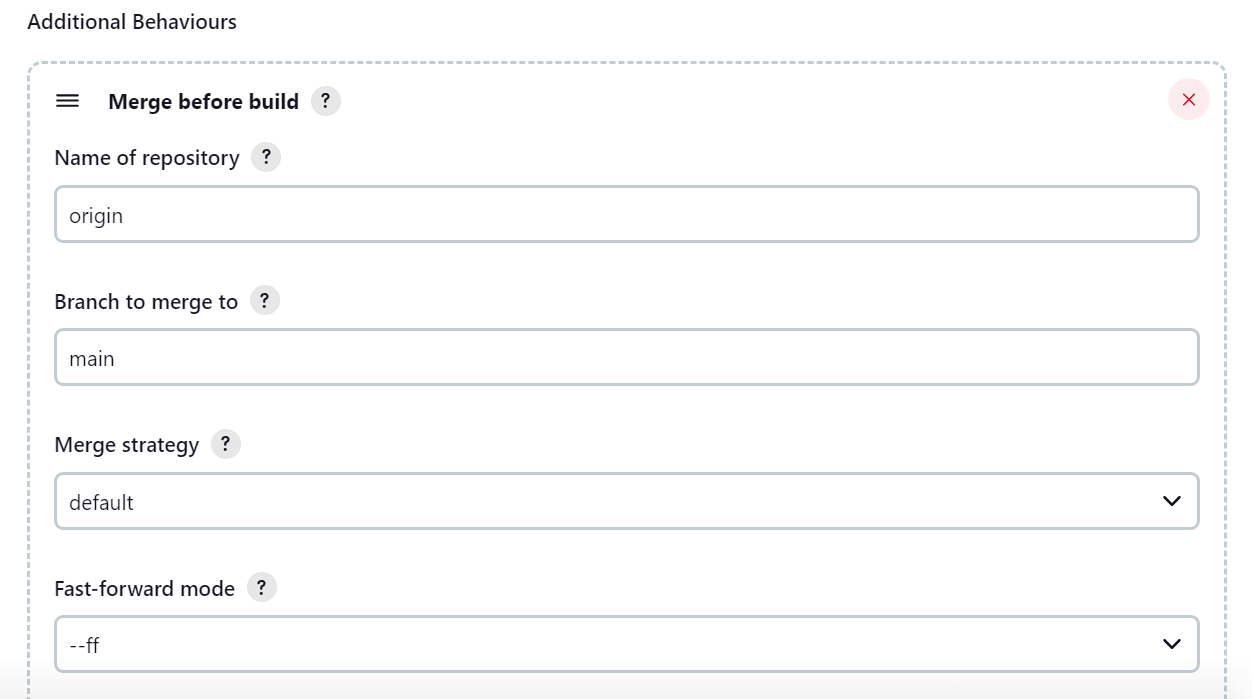 Additional Behaviours
Merge before build ?
Name of repository ?
origin
Branch to merge to ?
main
Merge strategy ?
default
Fast-forward mode ?
--ff